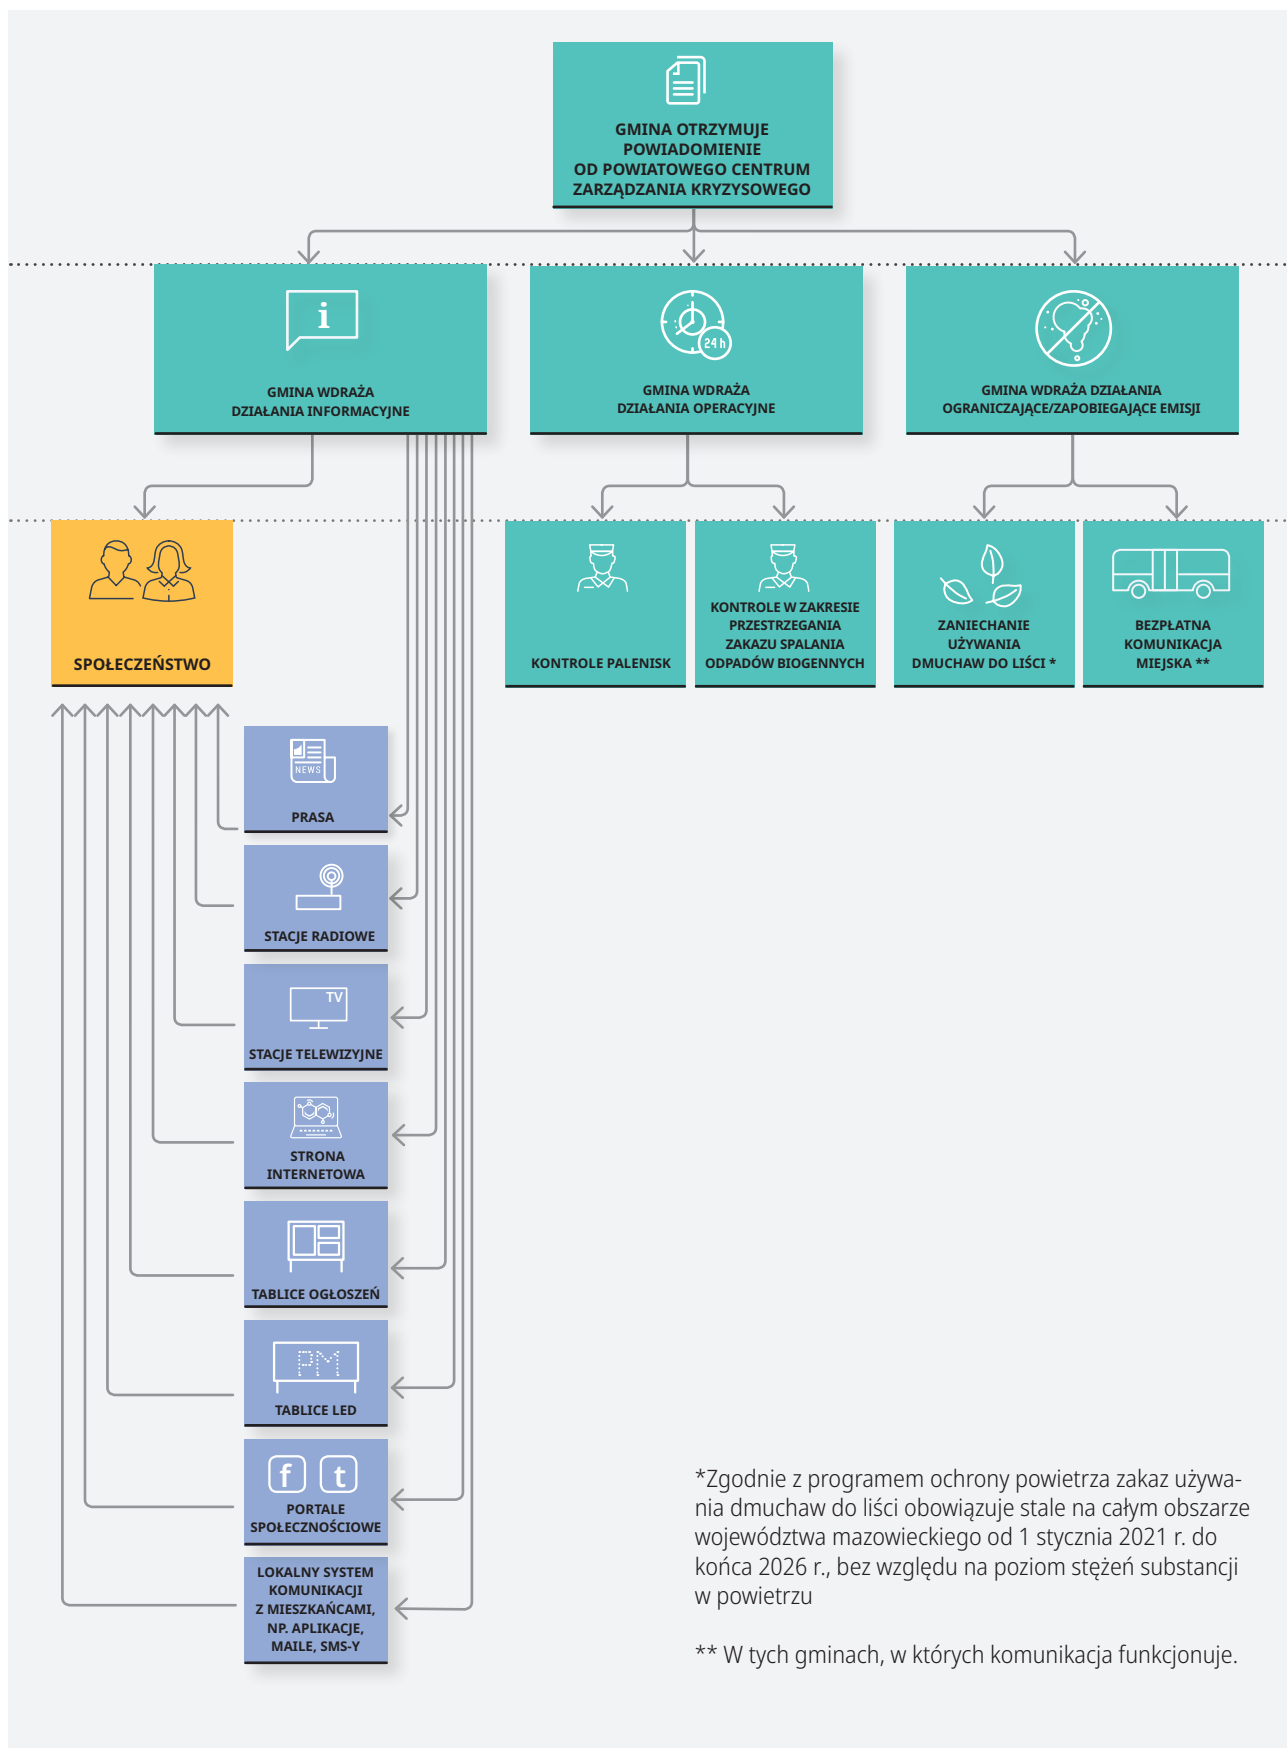 GMINA OTRZYMUJE
POWIADOMIENIE
OD POWIATOWEGO CENTRUM
ZARZĄDZANIA KRYZYSOWEGO
i
GMINA WDRAŻA
DZIAŁANIA INFORMACYJNE
24 h
GMINA WDRAŻA
DZIAŁANIA OPERACYJNE
GMINA WDRAŻA DZIAŁANIA
OGRANICZAJĄCE/ZAPOBIEGAJĄCE EMISJI
SPOŁECZEŃSTWO
KONTROLE PALENISK
KONTROLE W ZAKRESIE
PRZESTRZEGANIA
ZAKAZU SPALANIA
ODPADÓW BIOGENNYCH
ZANIECHANIE
UŻYWANIA
DMUCHAW DO LIŚCI *
BEZPŁATNA
KOMUNIKACJA
MIEJSKA **
NEWS
PRASA
STACJE RADIOWE
TV
STACJE TELEWIZYJNE
STRONA
INTERNETOWA
TABLICE OGŁOSZEŃ
PM
TABLICE LED
f t
PORTALE
SPOŁECZNOŚCIOWE
LOKALNY SYSTEM
KOMUNIKACJI
Z MIESZKAŃCAMI,
NP. APLIKACJE,
MAILE, SMS-Y
*Zgodnie z programem ochrony powietrza zakaz używa-
nia dmuchaw do liści obowiązuje stale na całym obszarze
województwa mazowieckiego od 1 stycznia 2021 r. do
końca 2026 r., bez względu na poziom stężeń substancji
w powietrzu
** W tych gminach, w których komunikacja funkcjonuje.